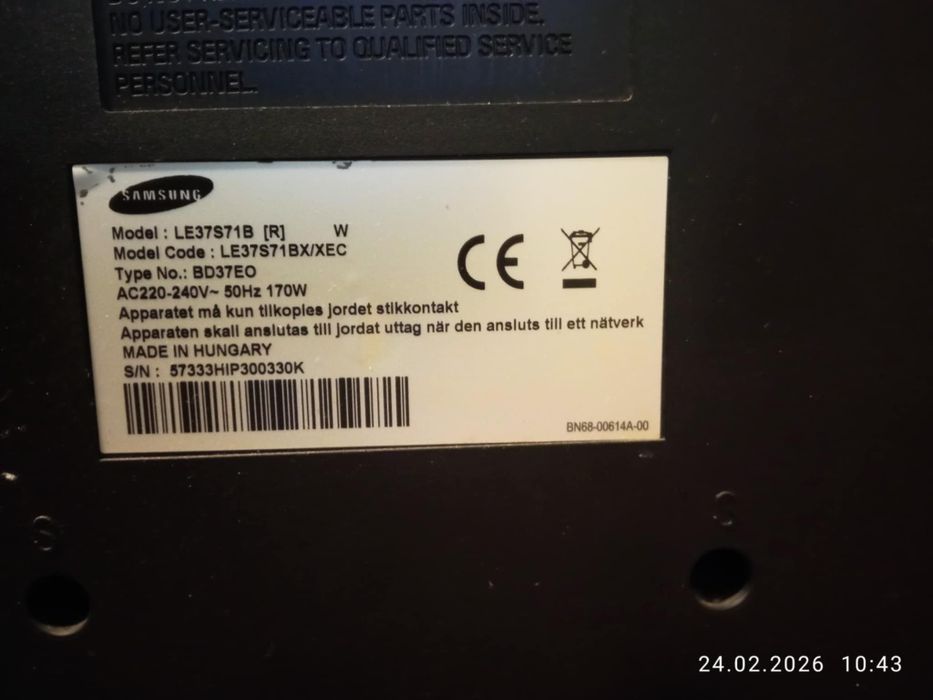 NO USER-SERVICEABLE PARTS INSIDE.
REFER SERVICING TO QUALIFIED SERVICE
PERSONNEL.
SAMSUNG
Model : LE37S71B [R] W
Model Code : LE37S71BX/XEC
Type No.: BD37EO
AC220-240V~ 50Hz 170W
Apparatet må kun tilkoples jordet stikkontakt
Apparaten skall anslutas till jordat uttag när den ansluts till ett nätverk
MADE IN HUNGARY
S/N : 57333HIP300330K
BN68-00614A-00
S
S
24.02.2026 10:43